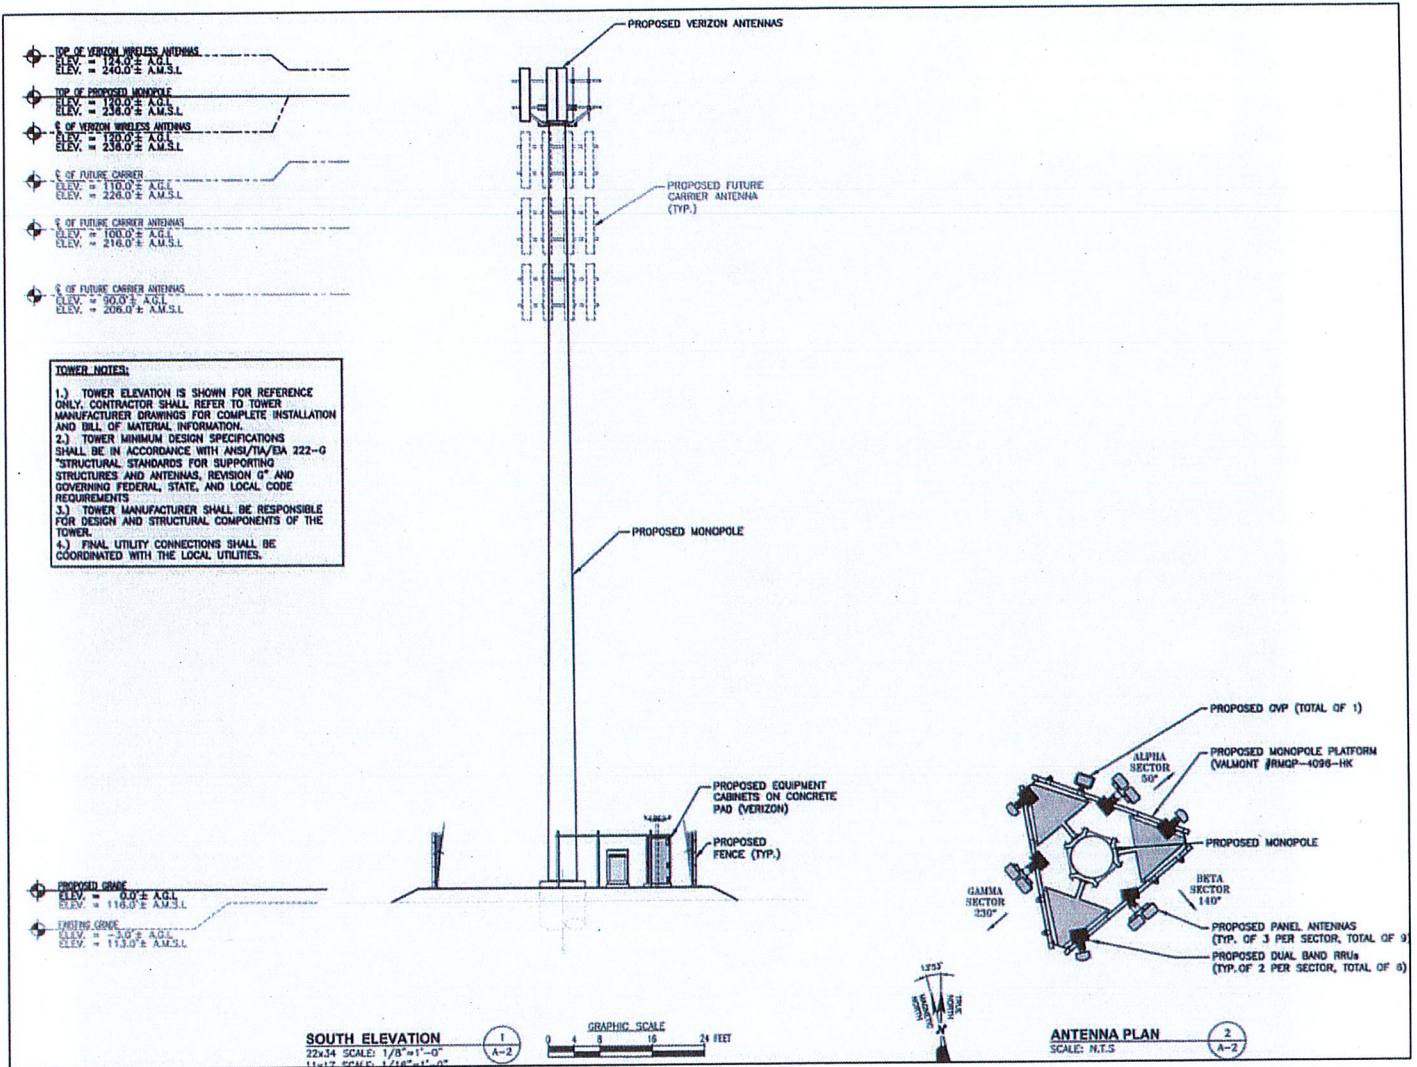 PROPOSED VERIZON ANTENNAS
TOP OF VERIZON WIRELESS ANTENNAS
ELEV. = 124.0'± A.G.L
ELEV. = 240.0'± A.M.S.L
TOP OF PROPOSED MONOPOLE
ELEV. = 120.0'± A.G.L
ELEV. = 236.0'± A.M.S.L
℄ OF VERIZON WIRELESS ANTENNAS
ELEV. = 120.0'± A.G.L
ELEV. = 236.0'± A.M.S.L
℄ OF FUTURE CARRIER
ELEV. = 110.0'± A.G.L
ELEV. = 226.0'± A.M.S.L
℄ OF FUTURE CARRIER ANTENNAS
ELEV. = 100.0'± A.G.L
ELEV. = 216.0'± A.M.S.L
℄ OF FUTURE CARRIER ANTENNAS
ELEV. = 90.0'± A.G.L
ELEV. = 206.0'± A.M.S.L
PROPOSED FUTURE
CARRIER ANTENNA
(TYP.)
TOWER NOTES:
1.) TOWER ELEVATION IS SHOWN FOR REFERENCE
ONLY, CONTRACTOR SHALL REFER TO TOWER
MANUFACTURER DRAWINGS FOR COMPLETE INSTALLATION
AND BILL OF MATERIAL INFORMATION.
2.) TOWER MINIMUM DESIGN SPECIFICATIONS
SHALL BE IN ACCORDANCE WITH ANSI/TIA/EIA 222-G
"STRUCTURAL STANDARDS FOR SUPPORTING
STRUCTURES AND ANTENNAS, REVISION G" AND
GOVERNING FEDERAL, STATE, AND LOCAL CODE
REQUIREMENTS
3.) TOWER MANUFACTURER SHALL BE RESPONSIBLE
FOR DESIGN AND STRUCTURAL COMPONENTS OF THE
TOWER.
4.) FINAL UTILITY CONNECTIONS SHALL BE
COORDINATED WITH THE LOCAL UTILITIES.
PROPOSED MONOPOLE
PROPOSED EQUIPMENT
CABINETS ON CONCRETE
PAD (VERIZON)
PROPOSED
FENCE (TYP.)
PROPOSED GRADE
ELEV. = 0.0'± A.G.L
ELEV. = 116.0'± A.M.S.L
EXISTING GRADE
ELEV. = -3.0'± A.G.L
ELEV. = 113.0'± A.M.S.L
PROPOSED OVP (TOTAL OF 1)
PROPOSED MONOPOLE PLATFORM
(VALMONT #RMQP-4096-HK
ALPHA
SECTOR
50°
PROPOSED MONOPOLE
BETA
SECTOR
140°
GAMMA
SECTOR
230°
PROPOSED PANEL ANTENNAS
(TYP. OF 3 PER SECTOR, TOTAL OF 9)
PROPOSED DUAL BAND RRUs
(TYP. OF 2 PER SECTOR, TOTAL OF 6)
TRUE
NORTH
MAGNETIC
NORTH
SOUTH ELEVATION
22x34 SCALE: 1/8"=1'-0"
11x17 SCALE: 1/16"=1'-0"
1
A-2
GRAPHIC SCALE
0 4 8 16 24 FEET
ANTENNA PLAN
SCALE: N.T.S
2
A-2